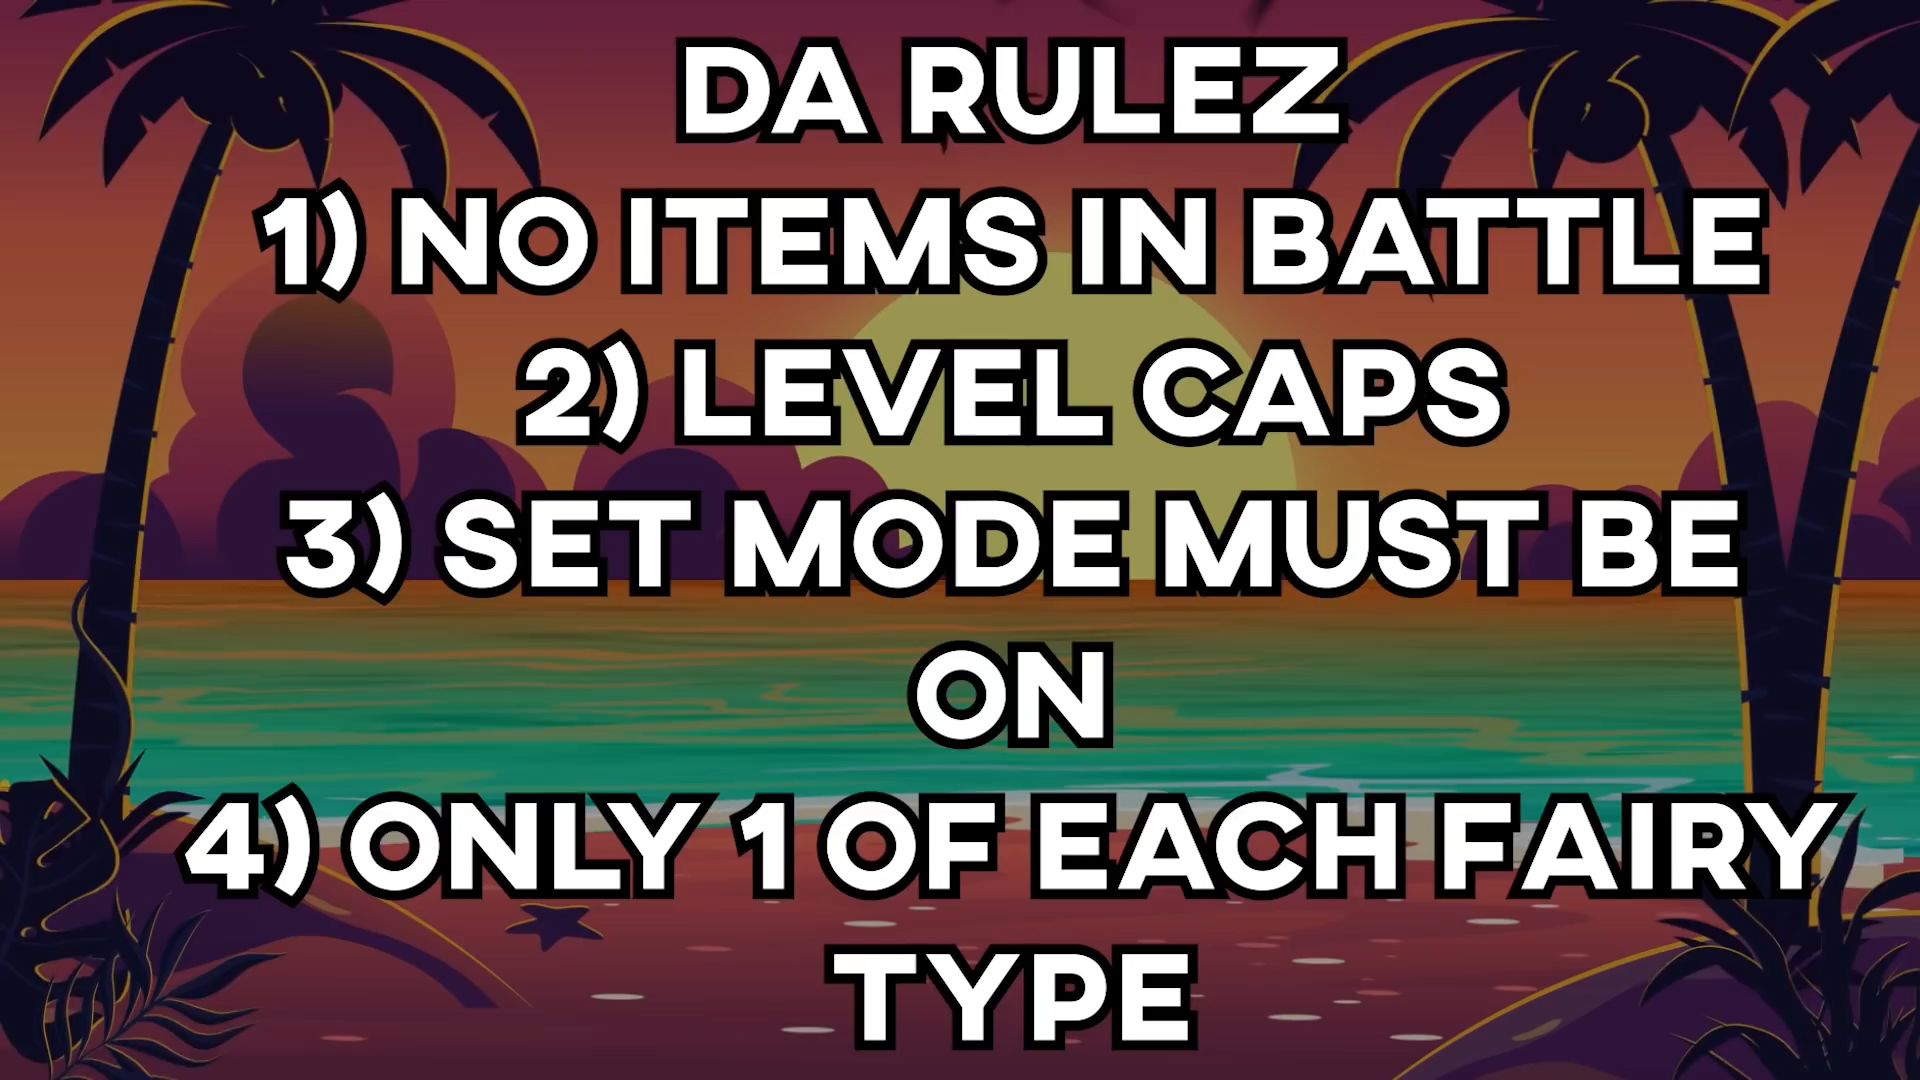 DA RULEZ
1) NO ITEMS IN BATTLE
2) LEVEL CAPS
3) SET MODE MUST BE
ON
4) ONLY 1 OF EACH FAIRY
TYPE